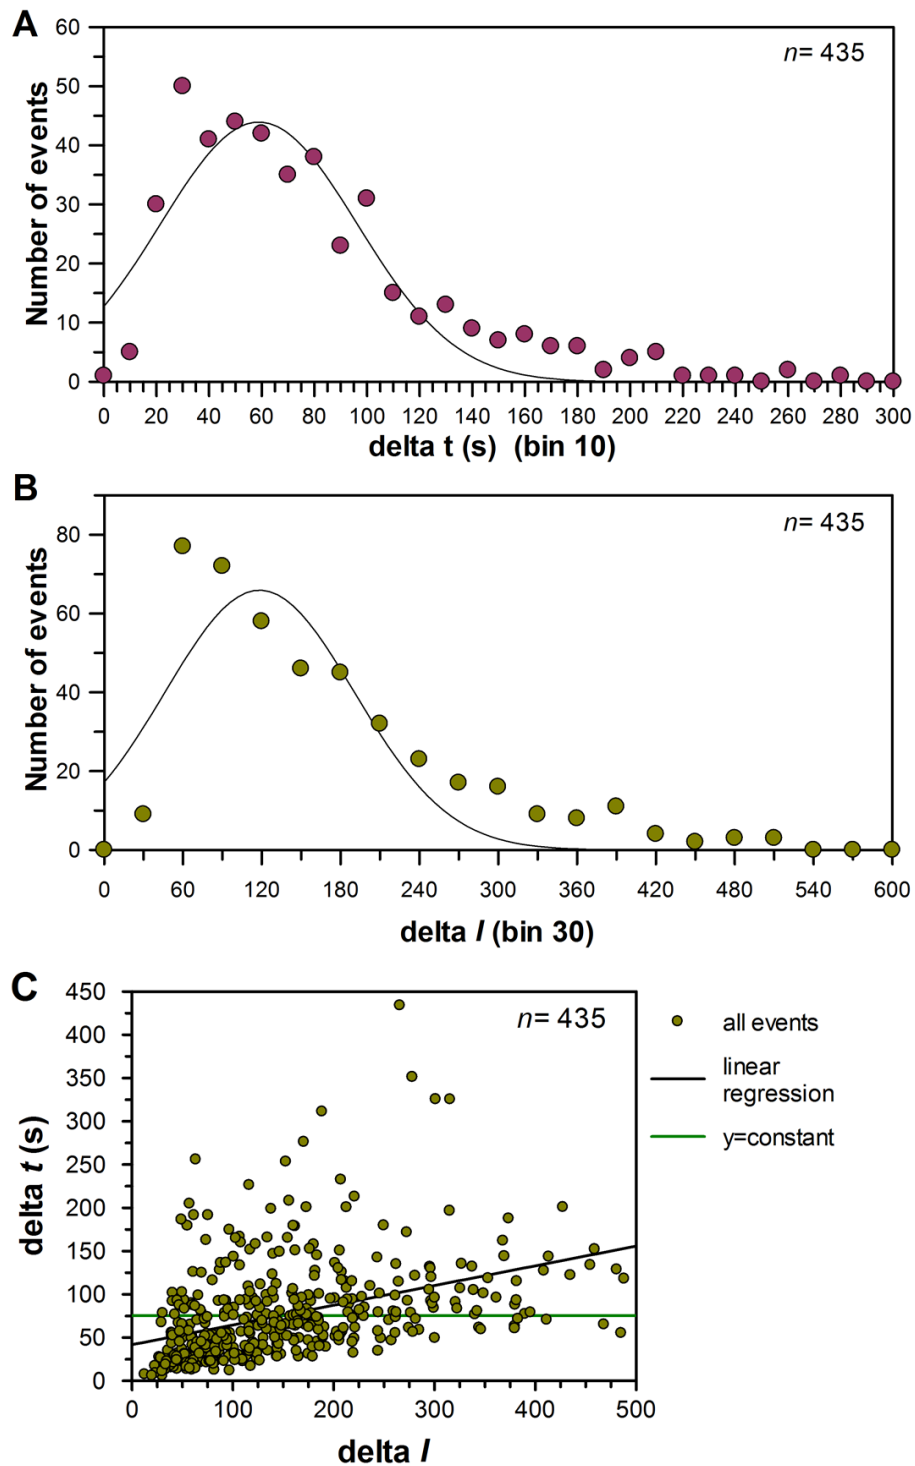 A
n= 435
Number of events
60
50
40
30
20
10
0
0 20 40 60 80 100 120 140 160 180 200 220 240 260 280 300
delta t (s) (bin 10)
B
n= 435
Number of events
80
60
40
20
0
0 60 120 180 240 300 360 420 480 540 600
delta I (bin 30)
C
n= 435
delta t (s)
450
400
350
300
250
200
150
100
50
0
0 100 200 300 400 500
delta I
all events
linear
regression
y=constant